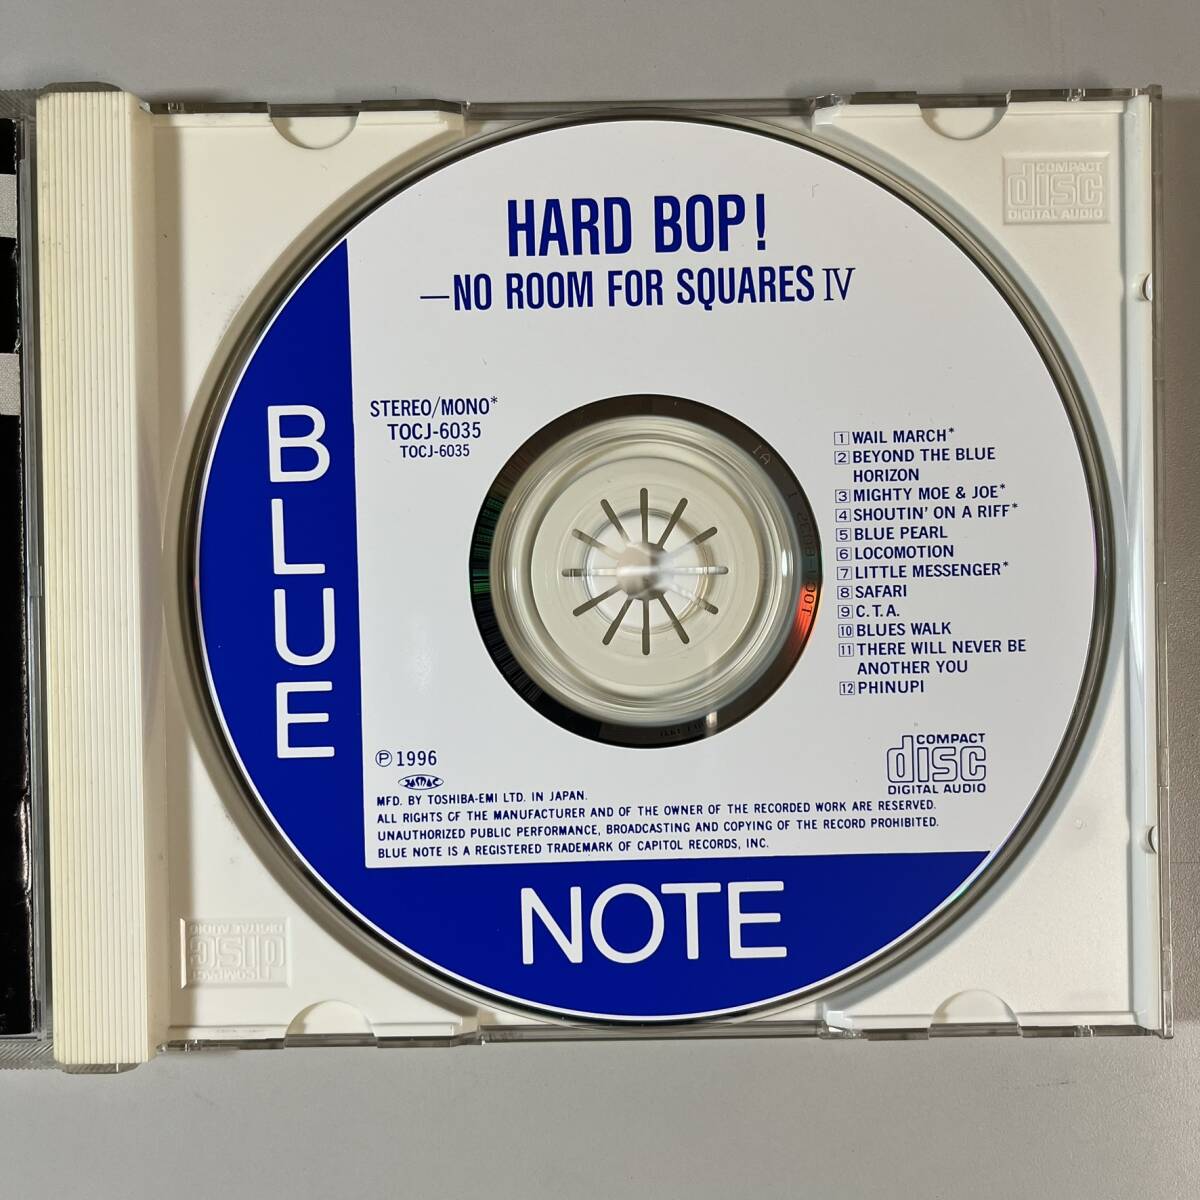 HARD BOP!
—NO ROOM FOR SQUARES IV
BLUE
STEREO/MONO*
TOCJ-6035
TOCJ-6035
1 WAIL MARCH*
2 BEYOND THE BLUE
HORIZON
3 MIGHTY MOE & JOE*
4 SHOUTIN' ON A RIFF*
5 BLUE PEARL
6 LOCOMOTION
7 LITTLE MESSENGER*
8 SAFARI
9 C.T.A.
10 BLUES WALK
11 THERE WILL NEVER BE
ANOTHER YOU
12 PHINUPI
Ⓟ 1996
MFD. BY TOSHIBA-EMI LTD. IN JAPAN.
ALL RIGHTS OF THE MANUFACTURER AND OF THE OWNER OF THE RECORDED WORK ARE RESERVED.
UNAUTHORIZED PUBLIC PERFORMANCE, BROADCASTING AND COPYING OF THE RECORD PROHIBITED.
BLUE NOTE IS A REGISTERED TRADEMARK OF CAPITOL RECORDS, INC.
COMPACT
disc
DIGITAL AUDIO
NOTE
COMPACT
disc
DIGITAL AUDIO
COMPACT
disc
DIGITAL AUDIO